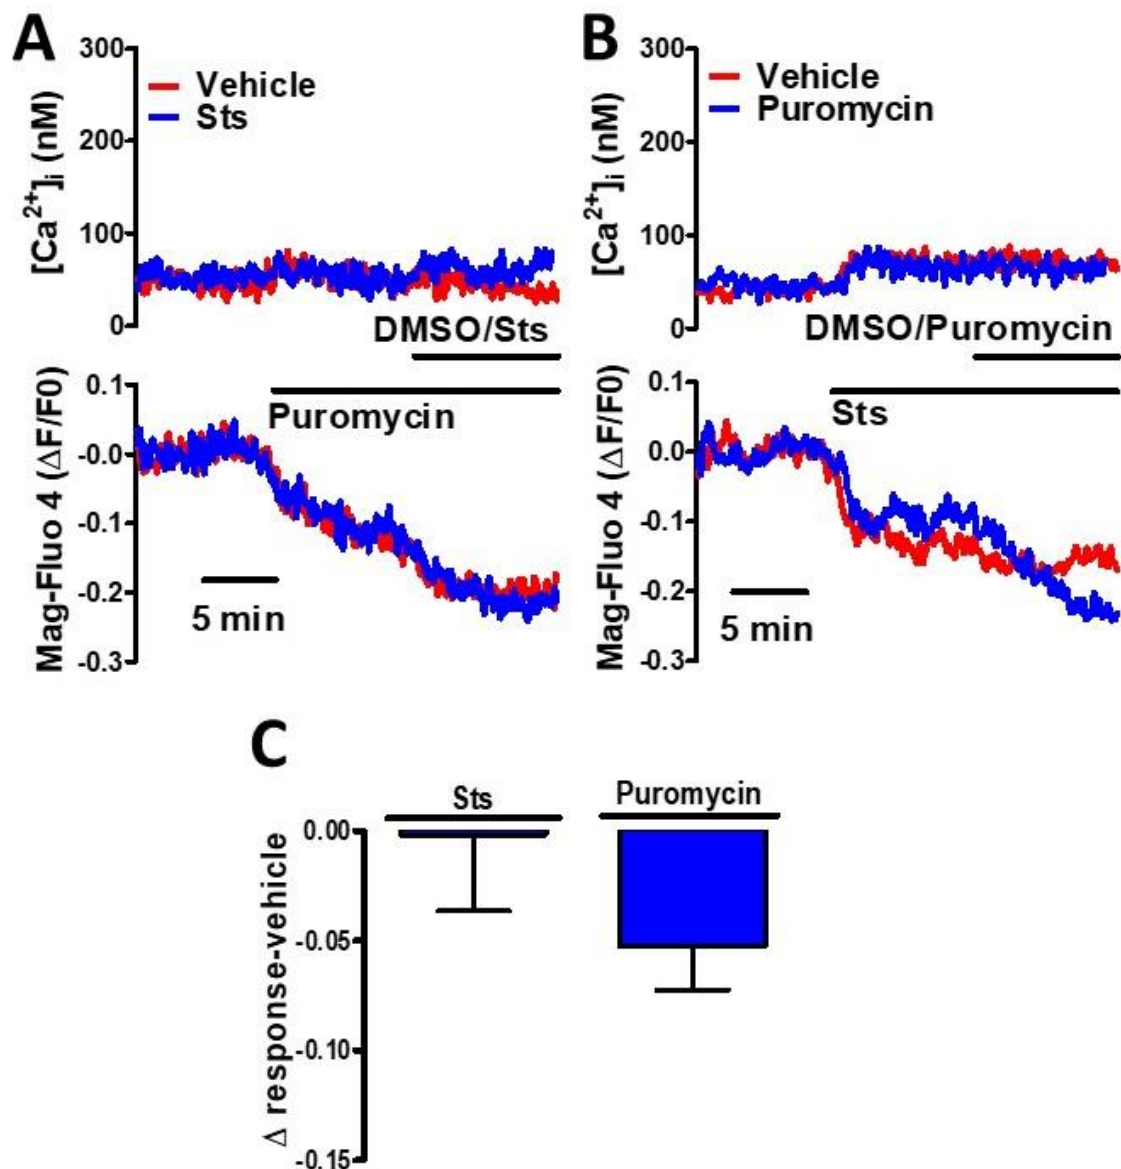 A
[Ca²⁺]ᵢ (nM)
300
200
100
0
Vehicle
Sts
DMSO/Sts
Puromycin
Mag-Fluo 4 (ΔF/F0)
0.1
-0.0
-0.1
-0.2
-0.3
5 min
B
[Ca²⁺]ᵢ (nM)
300
200
100
0
Vehicle
Puromycin
DMSO/Puromycin
Sts
Mag-Fluo 4 (ΔF/F0)
0.1
0.0
-0.1
-0.2
-0.3
5 min
C
Sts
Puromycin
Δ response-vehicle
0.00
-0.05
-0.10
-0.15